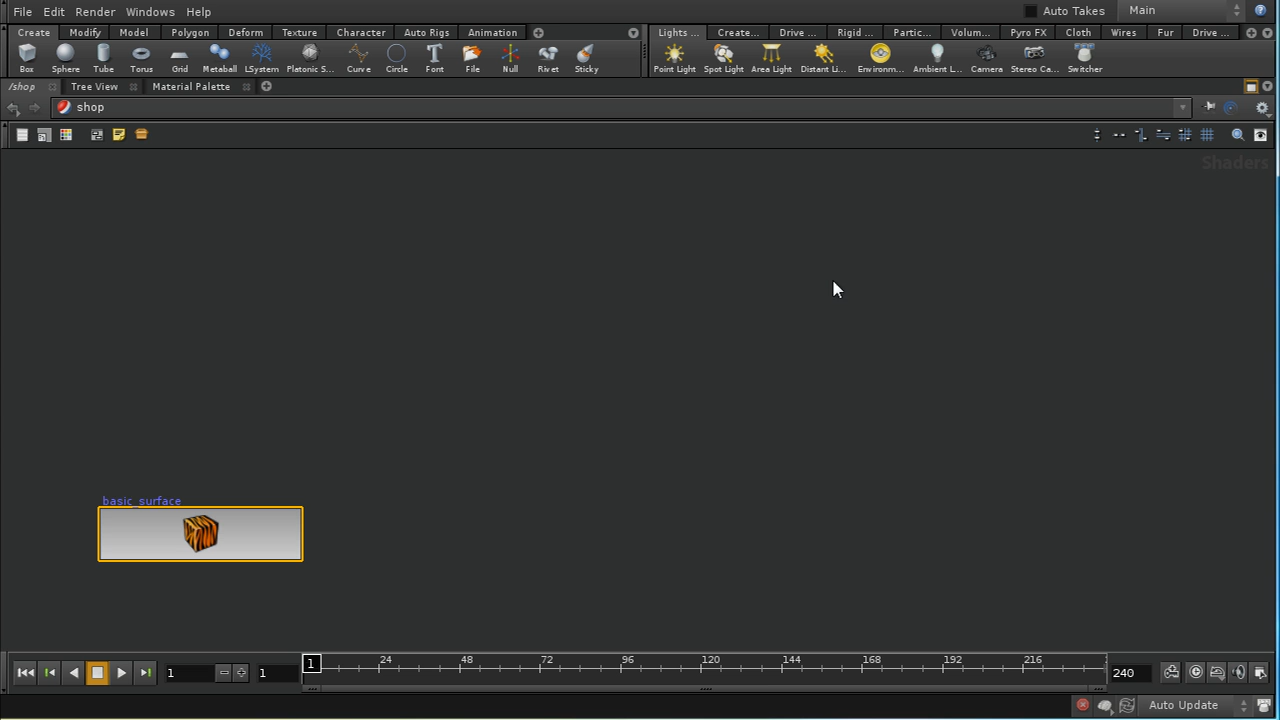 File Edit Render Windows Help Auto Takes Main
Create Modify Model Polygon Deform Texture Character Auto Rigs Animation Lights ... Create... Drive ... Rigid ... Partic... Volum... Pyro FX Cloth Wires Fur Drive ...
Box Sphere Tube Torus Grid Metaball LSystem Platonic S... Curve Circle Font File Null Rivet Sticky Point Light Spot Light Area Light Distant Li... Environm... Ambient L... Camera Stereo Ca... Switcher
/shop Tree View Material Palette
shop
Shaders
basic_surface
1 1 1 24 48 72 96 120 144 168 192 216 240
Auto Update